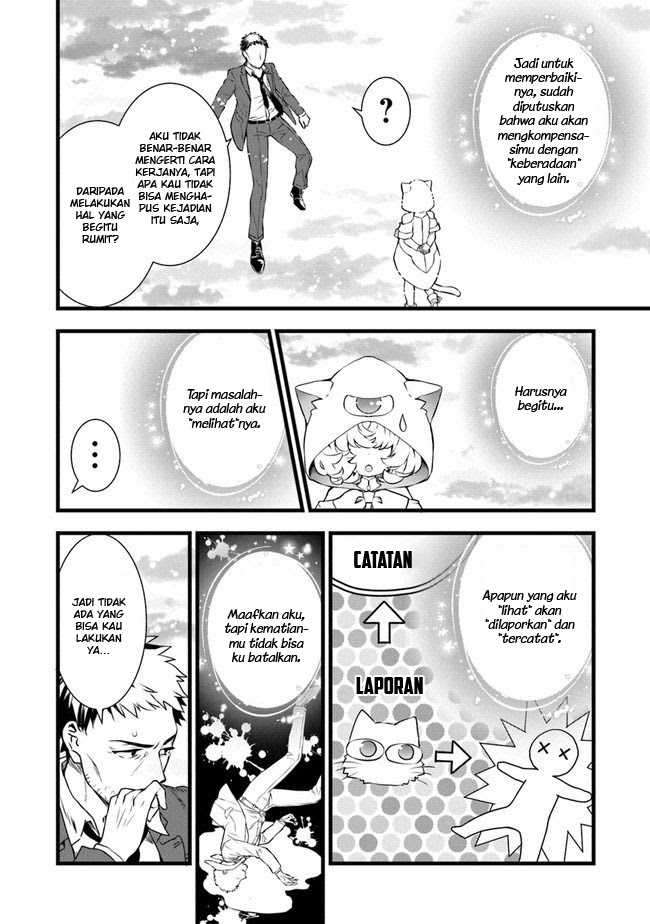 Jadi untuk
memperbaiki-
nya, sudah
diputuskan
bahwa aku akan
mengkompensa-
simu dengan
"keberadaan"
yang lain.
?
AKU TIDAK
BENAR-BENAR
MENGERTI CARA
KERJANYA, TAPI
APA KAU TIDAK
BISA MENGHA-
PUS KEJADIAN
ITU SAJA,
DARIPADA
MELAKUKAN
HAL YANG
BEGITU
RUMIT?
Harusnya
begitu...
Tapi masalah-
nya adalah aku
"melihat"nya.
...
Apapun yang aku
"lihat" akan
"dilaporkan" dan
"tercatat".
CATATAN
LAPORAN
Maafkan aku,
tapi kematian-
mu tidak bisa
ku batalkan.
JADI TIDAK
ADA YANG
BISA KAU
LAKUKAN
YA...